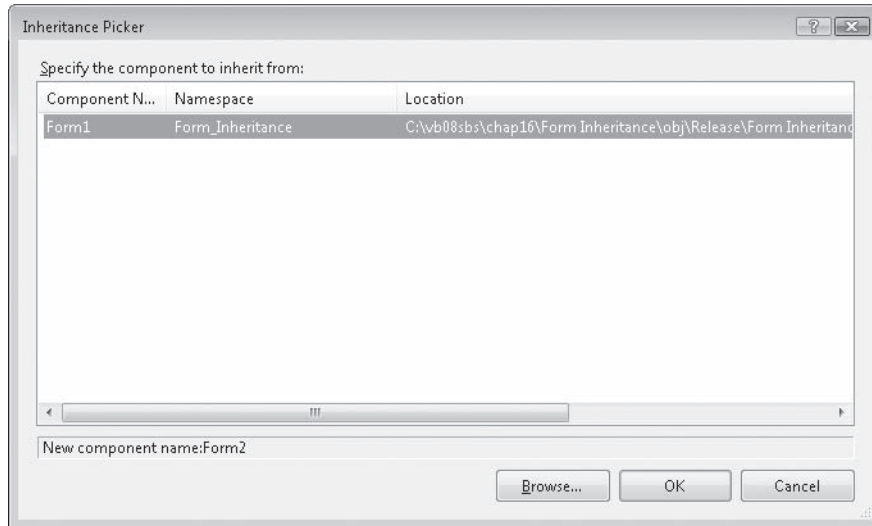 Inheritance Picker
Specify the component to inherit from:
Component N... Namespace Location
Form1 Form_Inheritance C:\vb08sbs\chap16\Form Inheritance\obj\Release\Form Inheritanc
New component name:Form2
Browse... OK Cancel